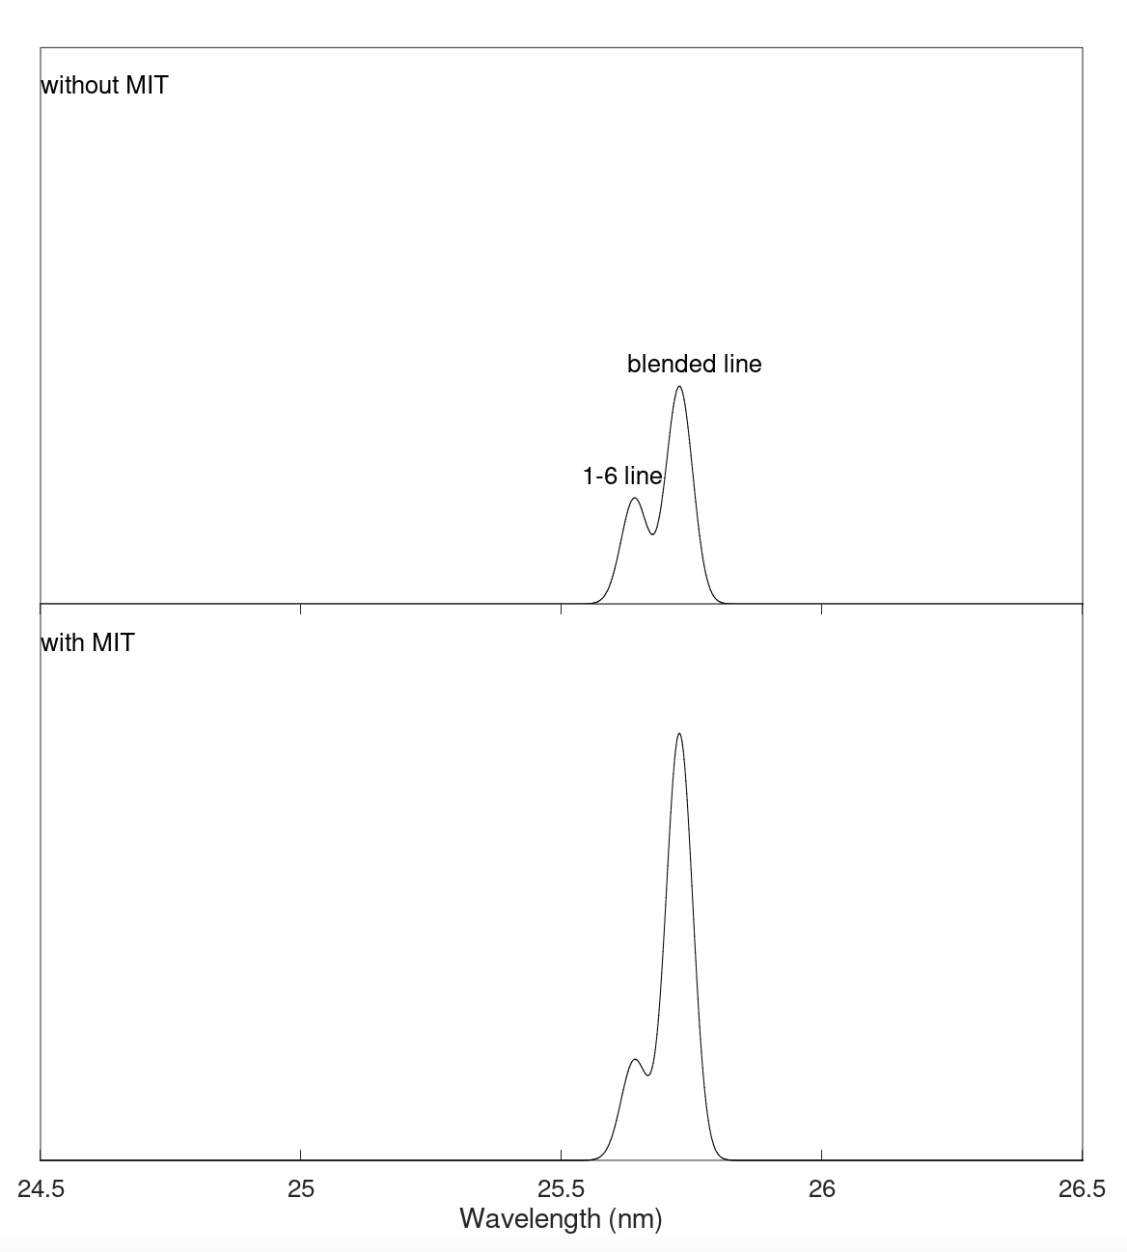 without MIT
blended line
1-6 line
with MIT
24.5 25 25.5 26 26.5
Wavelength (nm)